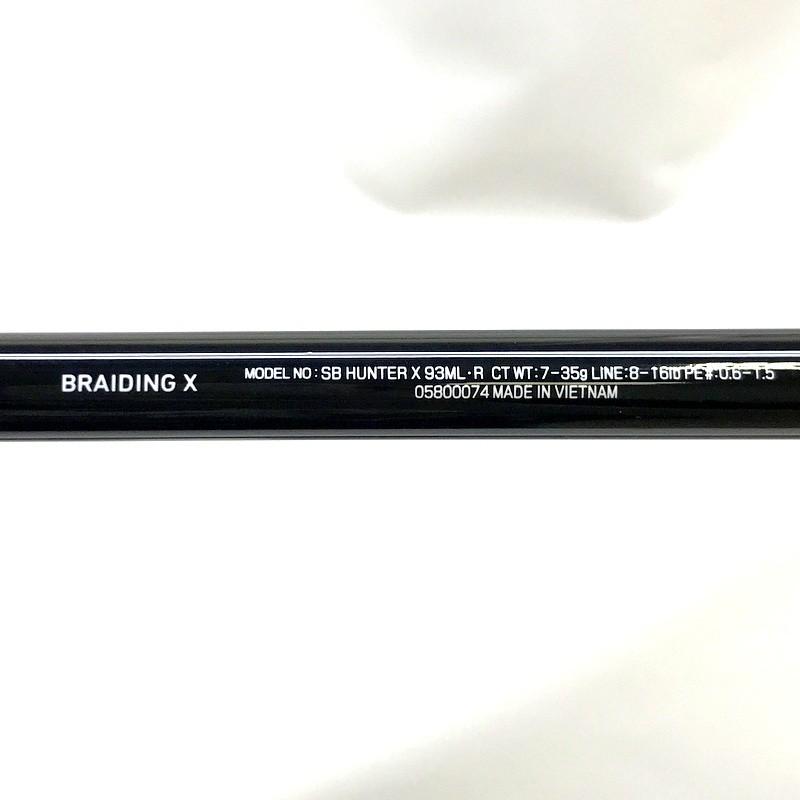 BRAIDING X
MODEL NO : SB HUNTER X 93ML·R CT WT:7-35g LINE:8-16lb PE#:0.6-1.5
05800074 MADE IN VIETNAM